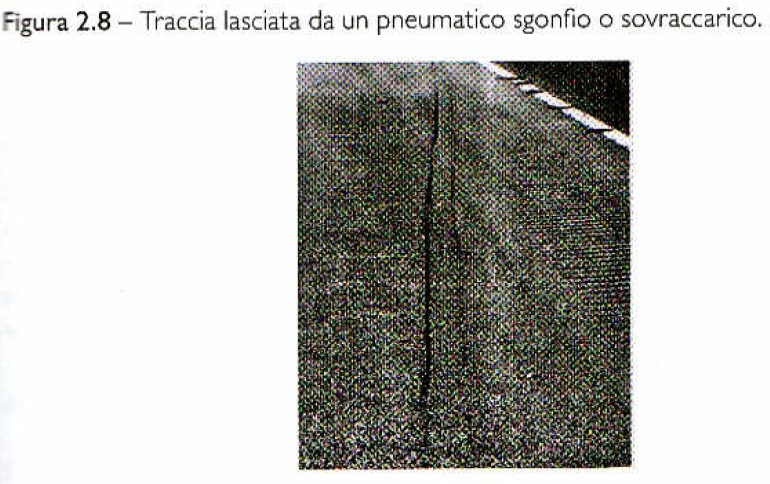 Figura 2.8 – Traccia lasciata da un pneumatico sgonfio o sovraccarico.